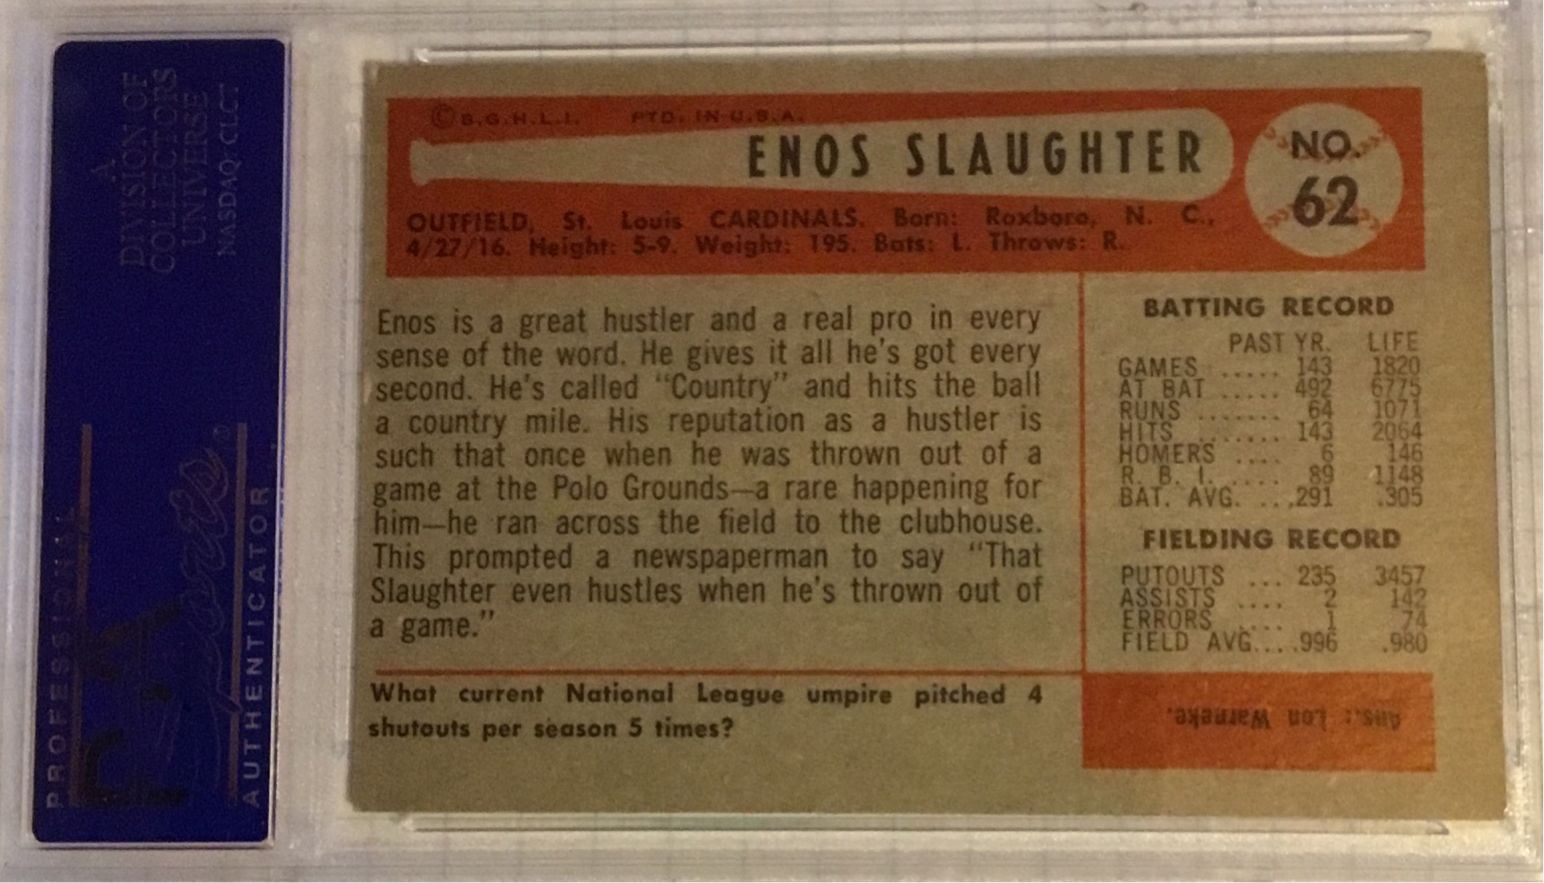 A
DIVISION OF
COLLECTORS
UNIVERSE
NASDAQ-CLCT
PROFESSIONAL
Sports
AUTHENTICATOR
© B.G.H.L.I. PTD. IN U.S.A.
ENOS SLAUGHTER
NO.
62
OUTFIELD, St. Louis CARDINALS. Born: Roxboro, N. C.,
4/27/16. Height: 5-9. Weight: 195. Bats: L. Throws: R.
Enos is a great hustler and a real pro in every
sense of the word. He gives it all he's got every
second. He's called "Country" and hits the ball
a country mile. His reputation as a hustler is
such that once when he was thrown out of a
game at the Polo Grounds—a rare happening for
him—he ran across the field to the clubhouse.
This prompted a newspaperman to say "That
Slaughter even hustles when he's thrown out of
a game."
BATTING RECORD
PAST YR. LIFE
GAMES ..... 143 1820
AT BAT ..... 492 6775
RUNS ....... 64 1071
HITS ....... 143 2064
HOMERS .... 6 146
R. B. I. .... 89 1148
BAT. AVG. ...291 .305
FIELDING RECORD
PUTOUTS ... 235 3457
ASSISTS .... 2 142
ERRORS .... 1 74
FIELD AVG....996 .980
What current National League umpire pitched 4
shutouts per season 5 times?
Ans.: Lon Warneke.